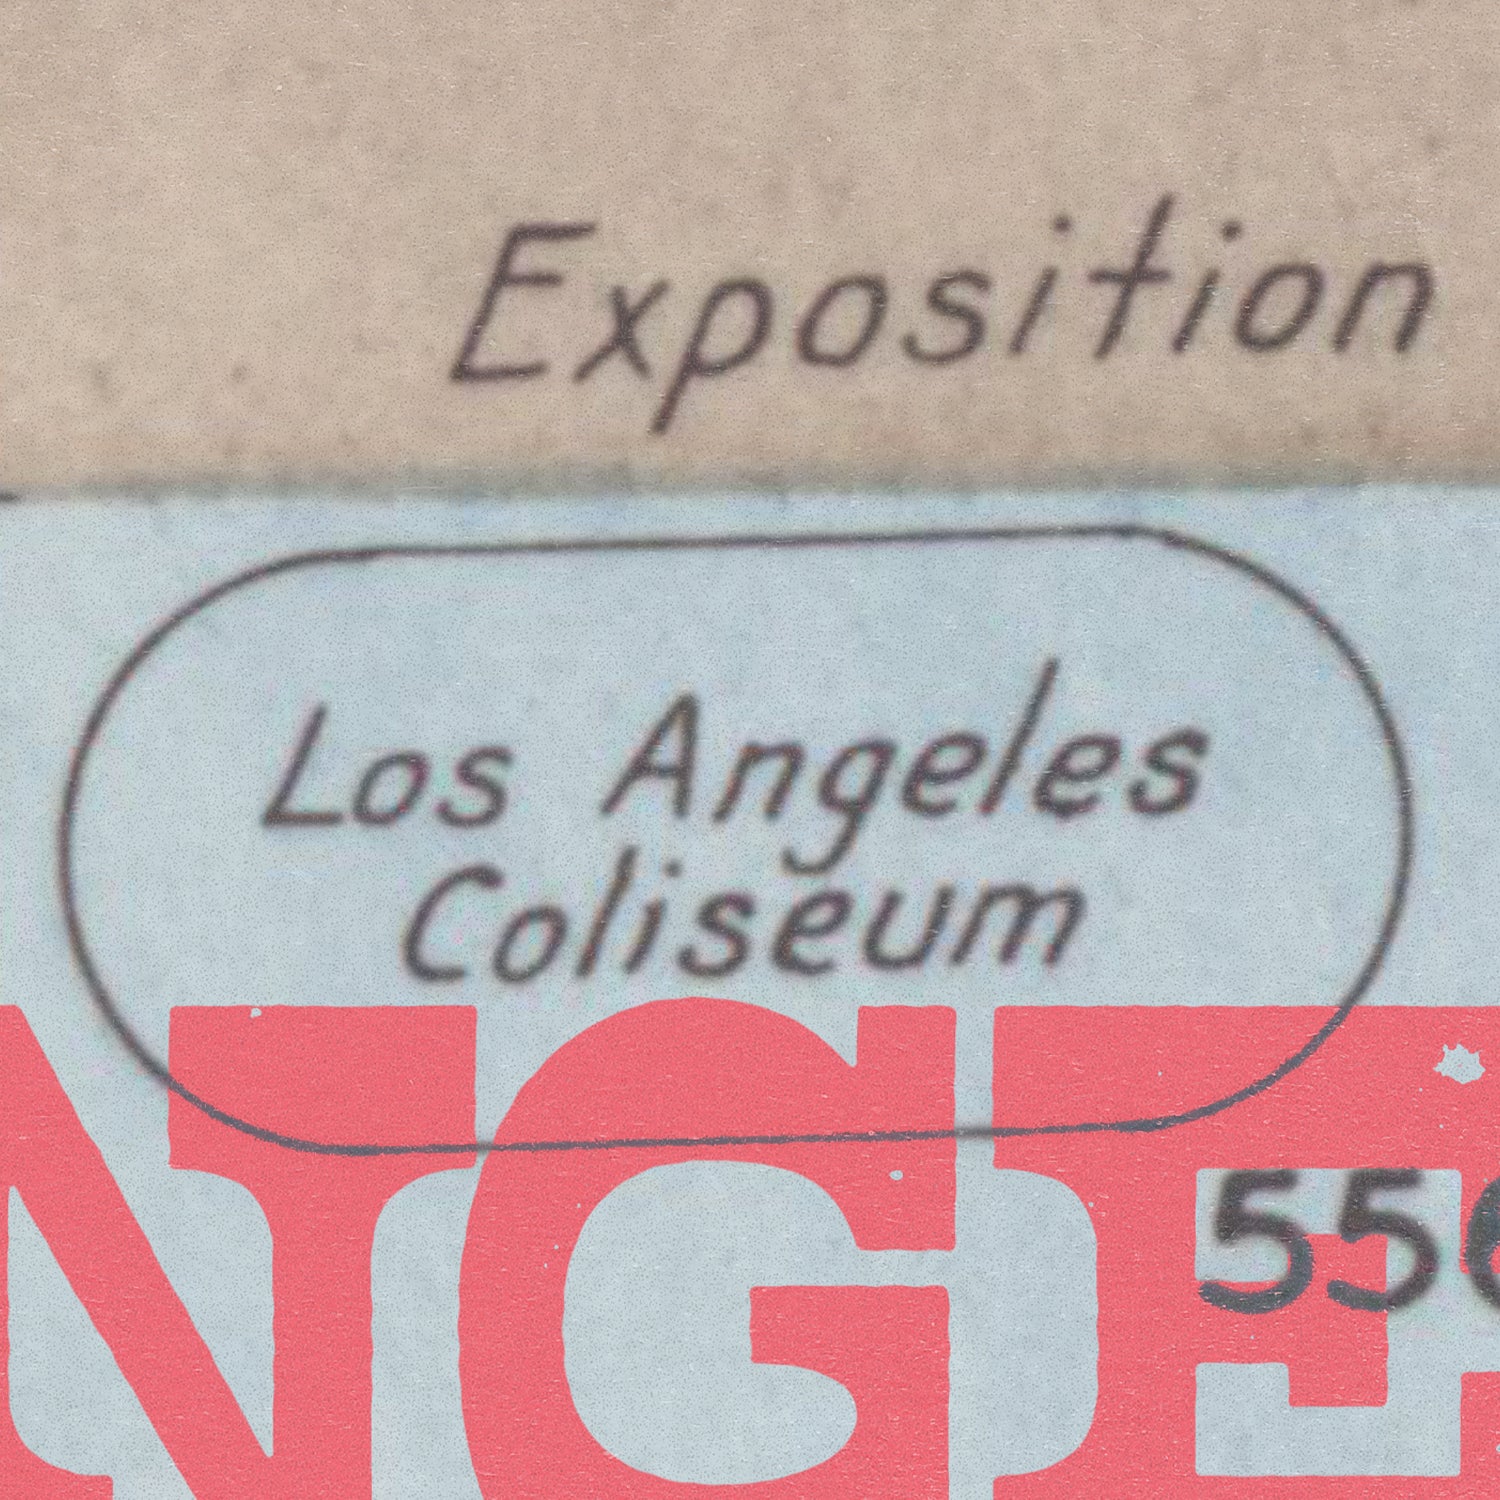 Exposition
Los Angeles
Coliseum
NGE
55